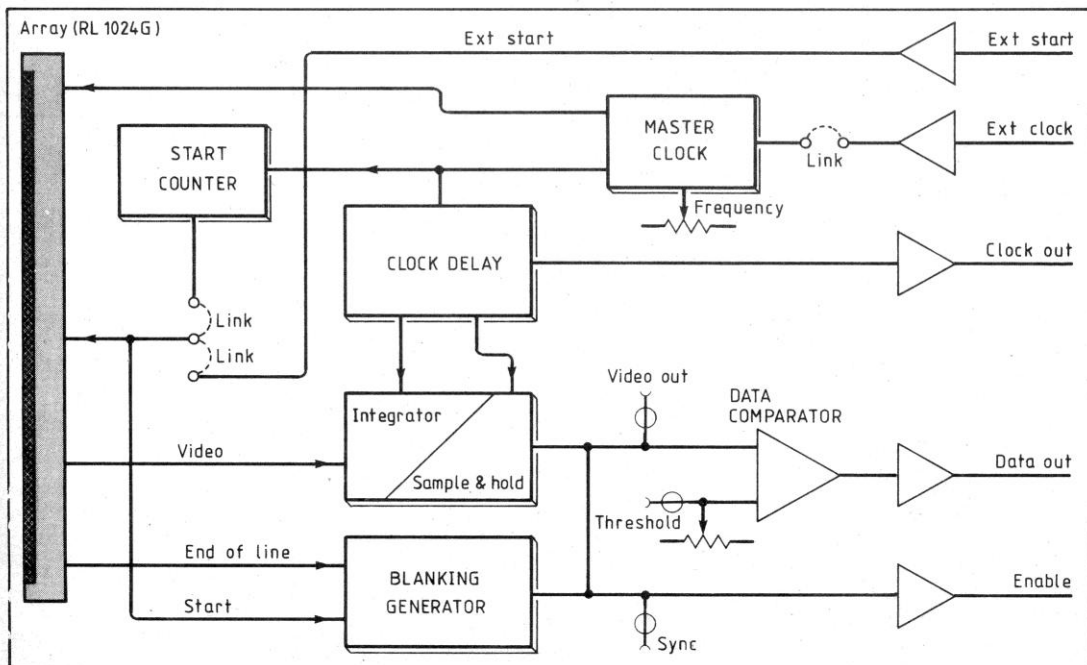 Array (RL 1024G)
Ext start
Ext start
MASTER
CLOCK
Link
Ext clock
START
COUNTER
Frequency
CLOCK DELAY
Clock out
Link
Link
Video out
DATA
COMPARATOR
Integrator
Sample & hold
Video
Data out
Threshold
End of line
Start
BLANKING
GENERATOR
Enable
Sync